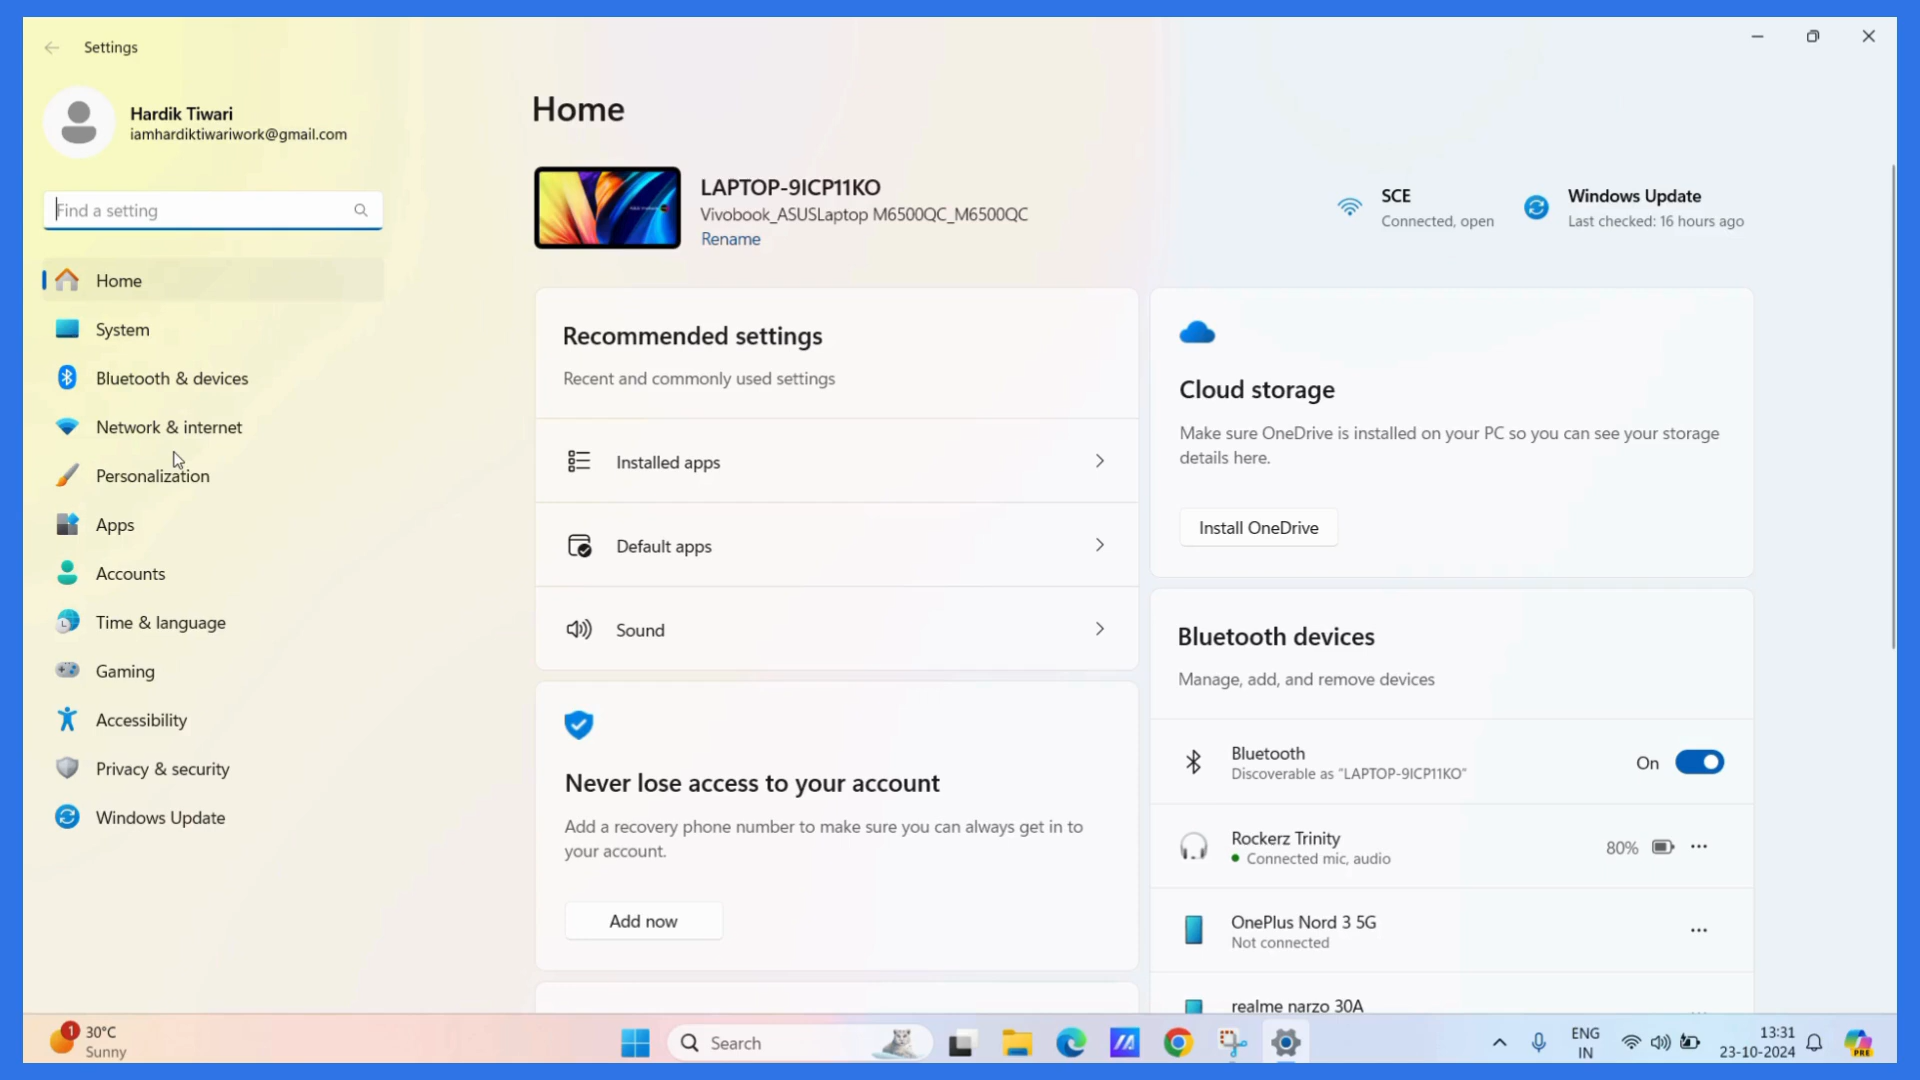 Settings
Hardik Tiwari
iamhardiktiwariwork@gmail.com
Find a setting
Home
System
Bluetooth & devices
Network & internet
Personalization
Apps
Accounts
Time & language
Gaming
Accessibility
Privacy & security
Windows Update
Home
LAPTOP-9ICP11KO
Vivobook_ASUSLaptop M6500QC_M6500QC
Rename
SCE
Connected, open
Windows Update
Last checked: 16 hours ago
Recommended settings
Recent and commonly used settings
Installed apps
Default apps
Sound
Never lose access to your account
Add a recovery phone number to make sure you can always get in to
your account.
Add now
Cloud storage
Make sure OneDrive is installed on your PC so you can see your storage
details here.
Install OneDrive
Bluetooth devices
Manage, add, and remove devices
Bluetooth
Discoverable as "LAPTOP-9ICP11KO"
On
Rockerz Trinity
Connected mic, audio
80%
OnePlus Nord 3 5G
Not connected
realme narzo 30A
1
30°C
Sunny
Search
ENG
IN
13:31
23-10-2024
PRE